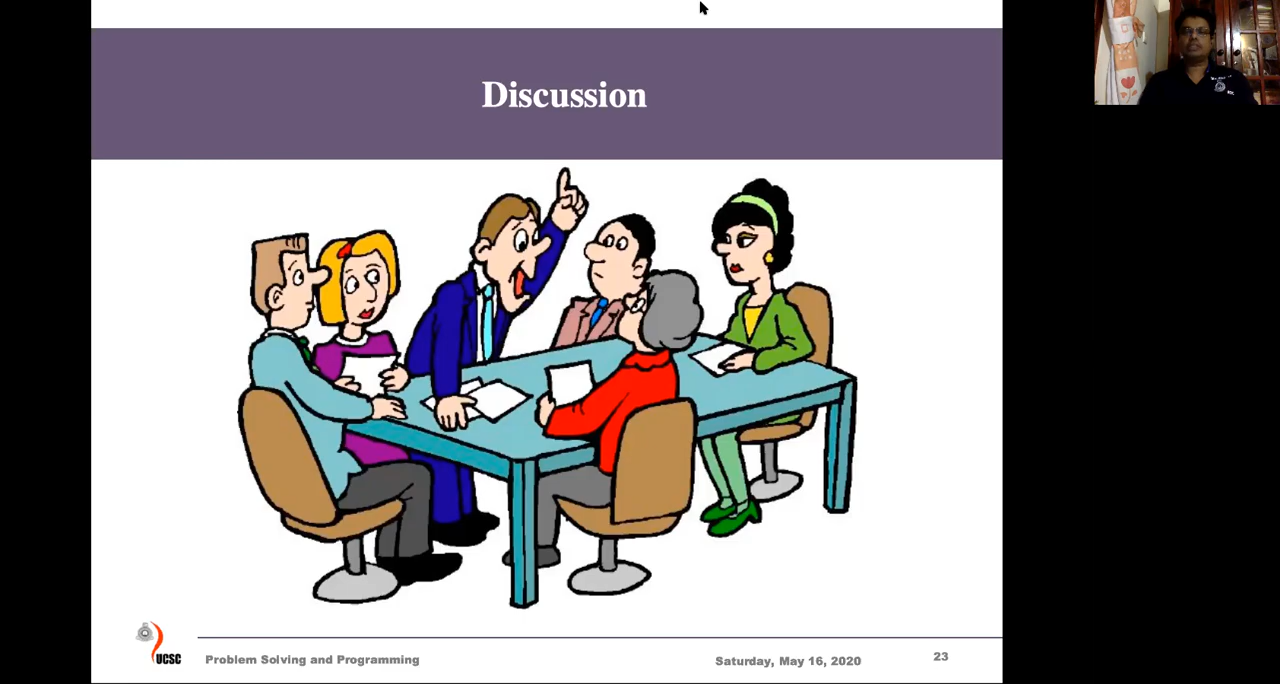 Discussion
UCSC
Problem Solving and Programming
Saturday, May 16, 2020
23